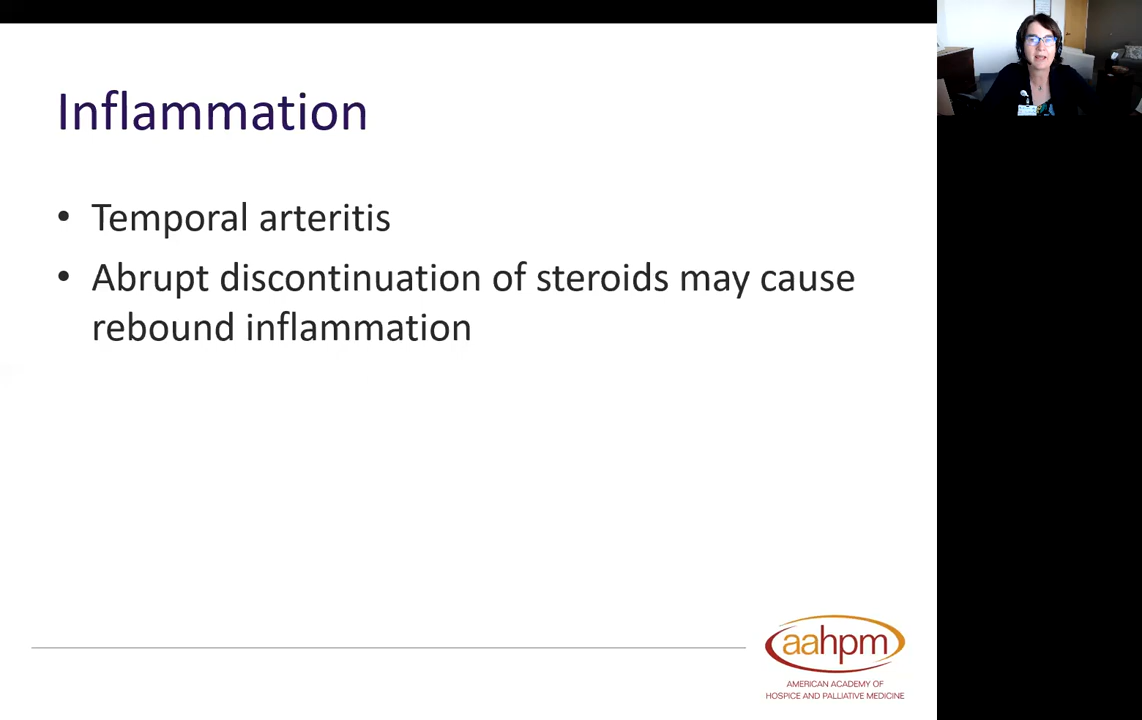 Inflammation
• Temporal arteritis
• Abrupt discontinuation of steroids may cause
rebound inflammation
aahpm
AMERICAN ACADEMY OF
HOSPICE AND PALLIATIVE MEDICINE